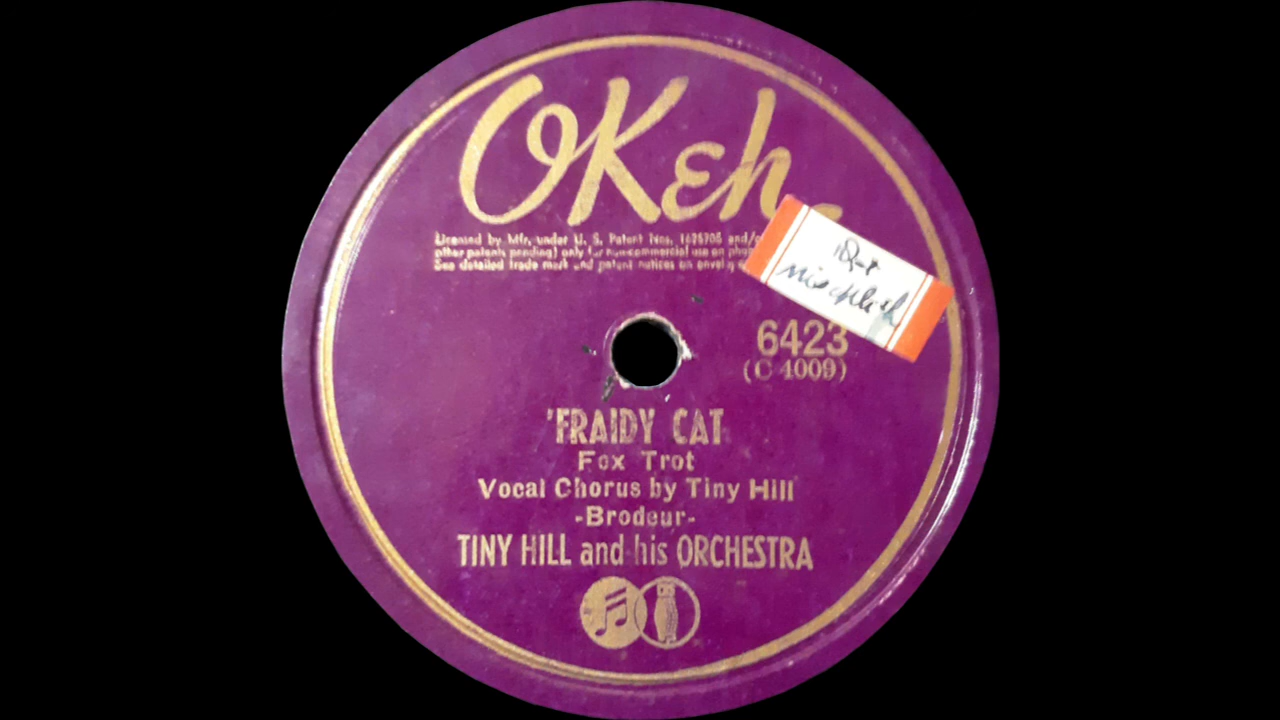 OKeh
Licensed by Mfr. under U. S. Patent Nos. 1625705 and/o
other patents pending) only for non-commercial use on phon
See detailed trade mark and patent notices on envelope
6423
(C 4009)
'FRAIDY CAT
Fox Trot
Vocal Chorus by Tiny Hill
-Brodeur-
TINY HILL and his ORCHESTRA